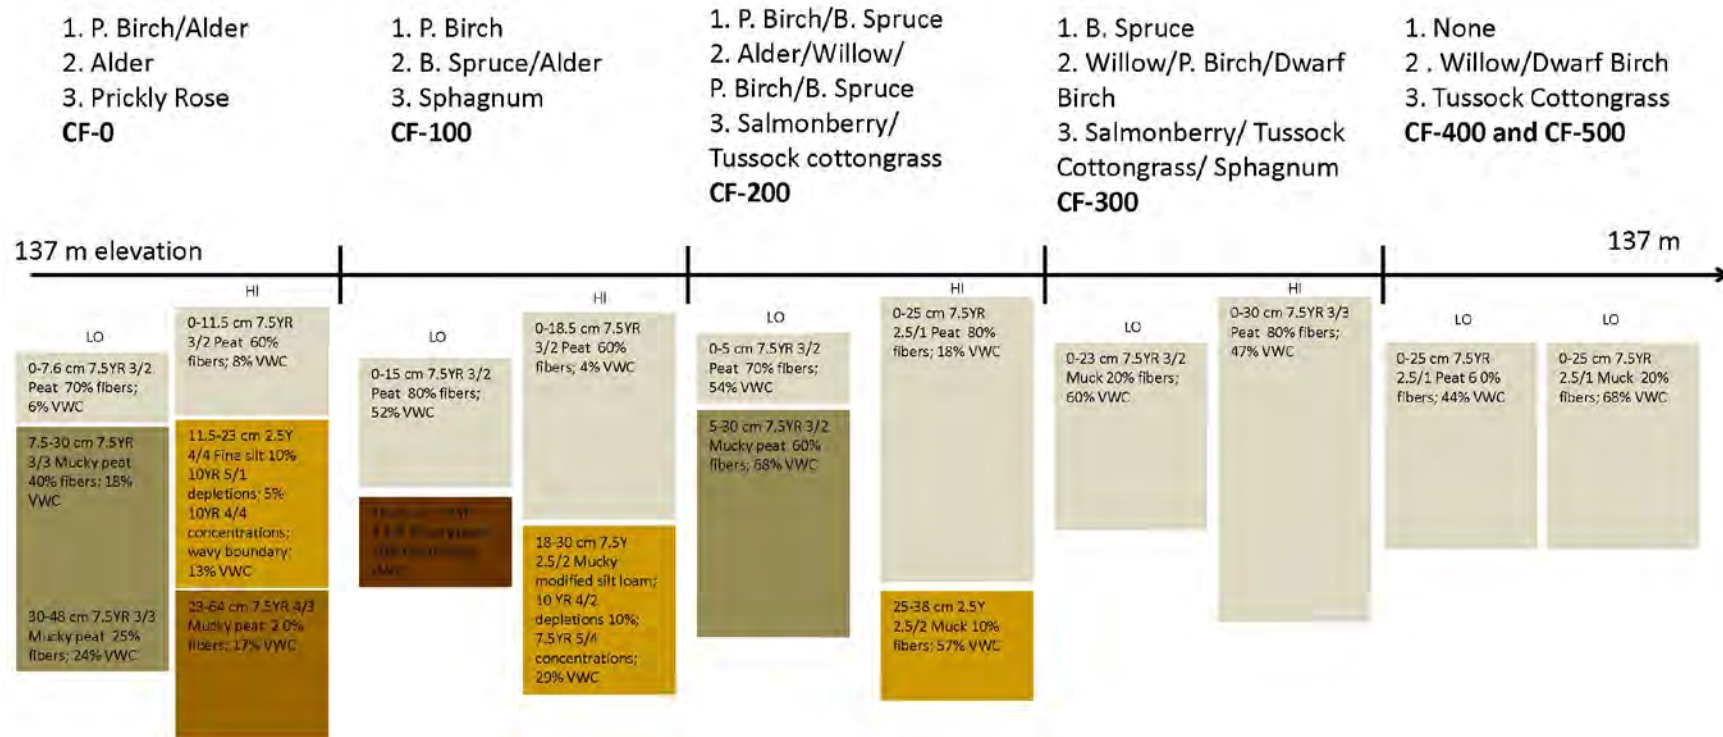 1. P. Birch/Alder
2. Alder
3. Prickly Rose
CF-0
1. P. Birch
2. B. Spruce/Alder
3. Sphagnum
CF-100
1. P. Birch/B. Spruce
2. Alder/Willow/
P. Birch/B. Spruce
3. Salmonberry/
Tussock cottongrass
CF-200
1. B. Spruce
2. Willow/P. Birch/Dwarf
Birch
3. Salmonberry/ Tussock
Cottongrass/ Sphagnum
CF-300
1. None
2 . Willow/Dwarf Birch
3. Tussock Cottongrass
CF-400 and CF-500
137 m elevation
137 m
LO
0-7.6 cm 7.5YR 3/2
Peat 70% fibers;
6% VWC
7.5-30 cm 7.5YR
3/3 Mucky peat
40% fibers; 18%
VWC
30-48 cm 7.5YR 3/3
Mucky peat 25%
fibers; 24% VWC
HI
0-11.5 cm 7.5YR
3/2 Peat 60%
fibers; 8% VWC
11.5-23 cm 2.5Y
4/4 Fine silt 10%
10YR 5/1
depletions; 5%
10YR 4/4
concentrations;
wavy boundary;
13% VWC
23-64 cm 7.5YR 4/3
Mucky peat 2 0%
fibers; 17% VWC
LO
0-15 cm 7.5YR 3/2
Peat 80% fibers;
52% VWC
HI
0-18.5 cm 7.5YR
3/2 Peat 60%
fibers; 4% VWC
18-30 cm 7.5Y
2.5/2 Mucky
modified silt loam;
10 YR 4/2
depletions 10%;
7.5YR 5/4
concentrations;
29% VWC
LO
0-5 cm 7.5YR 3/2
Peat 70% fibers;
54% VWC
5-30 cm 7.5YR 3/2
Mucky peat 60%
fibers; 68% VWC
HI
0-25 cm 7.5YR
2.5/1 Peat 80%
fibers; 18% VWC
25-38 cm 2.5Y
2.5/2 Muck 10%
fibers; 57% VWC
LO
0-23 cm 7.5YR 3/2
Muck 20% fibers;
60% VWC
HI
0-30 cm 7.5YR 3/3
Peat 80% fibers;
47% VWC
LO
0-25 cm 7.5YR
2.5/1 Peat 6 0%
fibers; 44% VWC
LO
0-25 cm 7.5YR
2.5/1 Muck 20%
fibers; 68% VWC